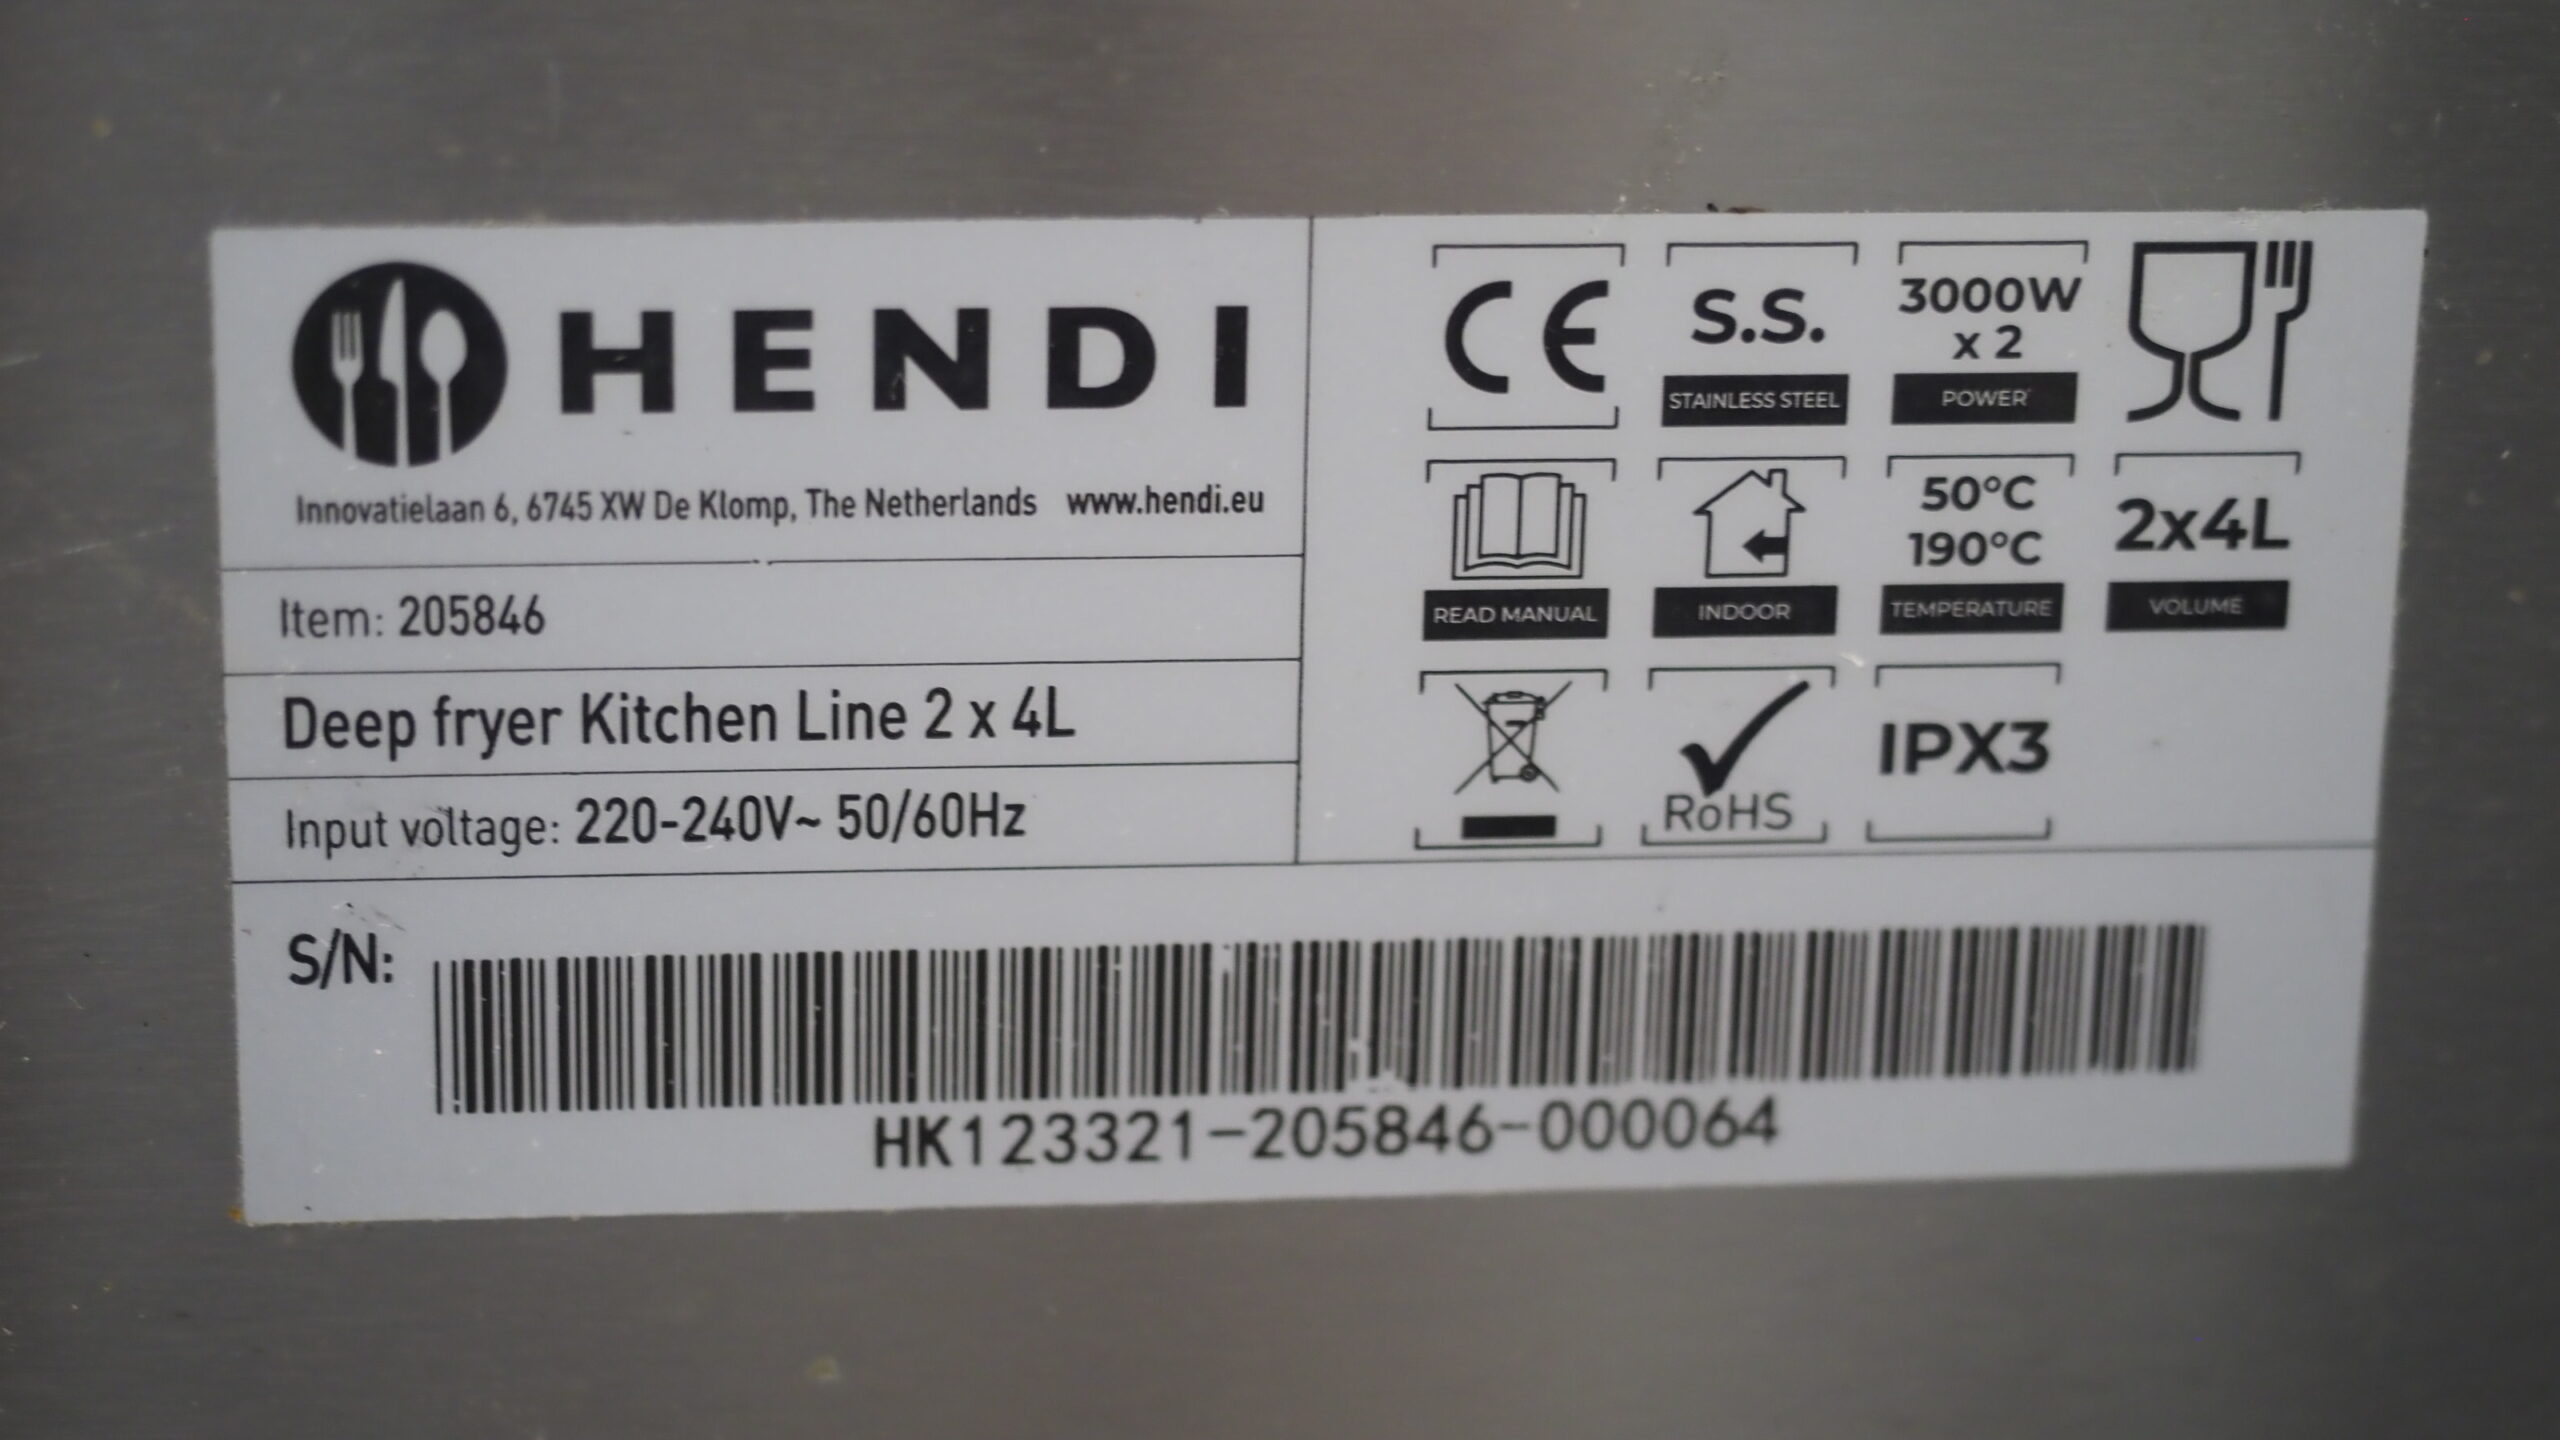 HENDI
Innovatielaan 6, 6745 XW De Klomp, The Netherlands www.hendi.eu
Item: 205846
Deep fryer Kitchen Line 2 x 4L
Input voltage: 220-240V~ 50/60Hz
CE
S.S.
STAINLESS STEEL
3000W
x 2
POWER
READ MANUAL
INDOOR
50°C
190°C
TEMPERATURE
2x4L
VOLUME
RoHS
IPX3
S/N:
HK123321-205846-000064